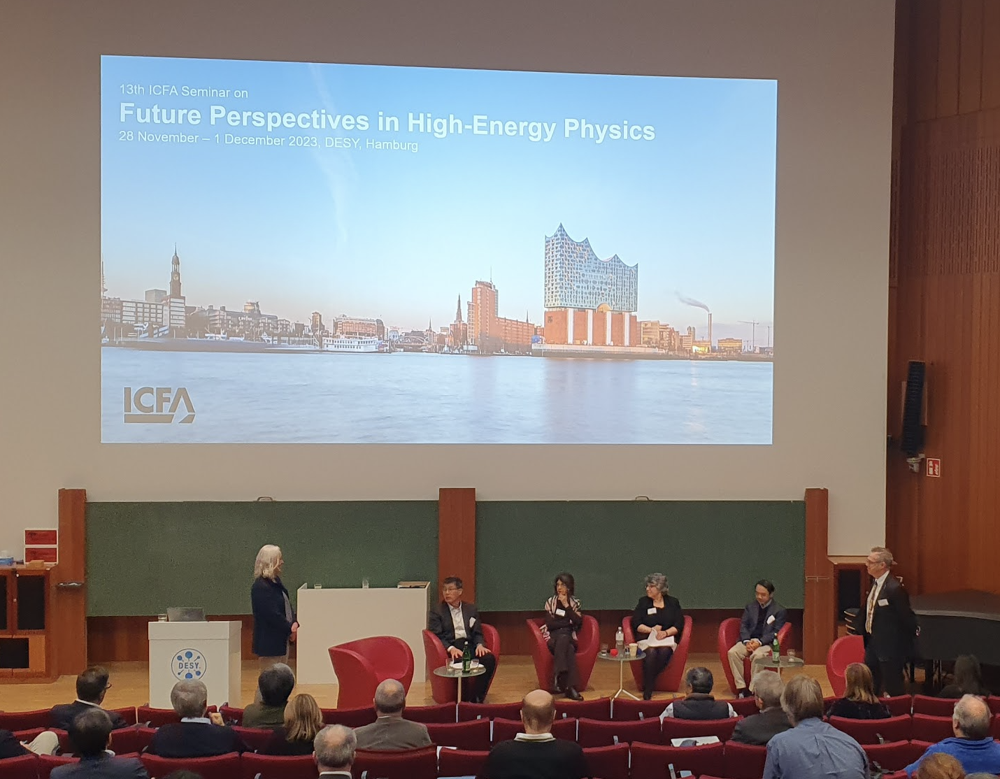 13th ICFA Seminar on
Future Perspectives in High-Energy Physics
28 November – 1 December 2023, DESY, Hamburg
ICFA
DESY.